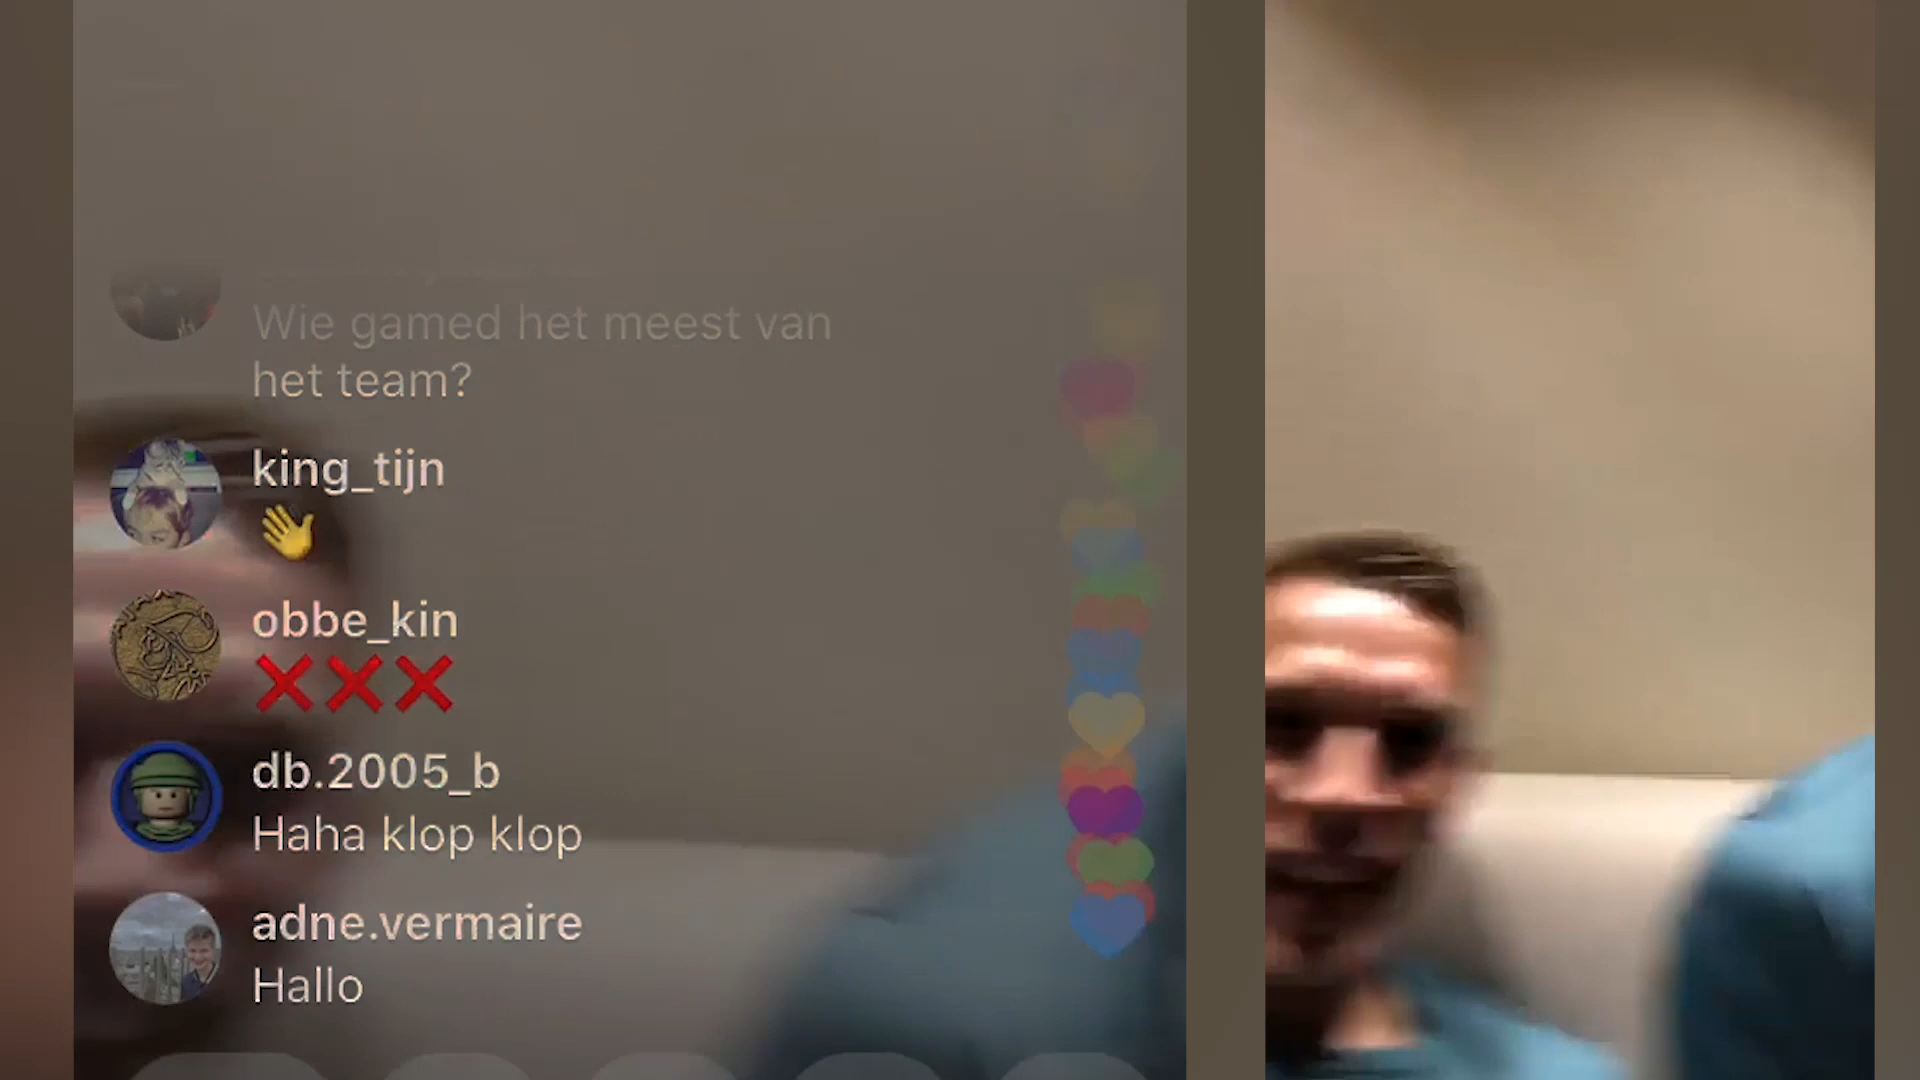 Wie gamed het meest van
het team?
king_tijn
👋
obbe_kin
❌❌❌
db.2005_b
Haha klop klop
adne.vermaire
Hallo